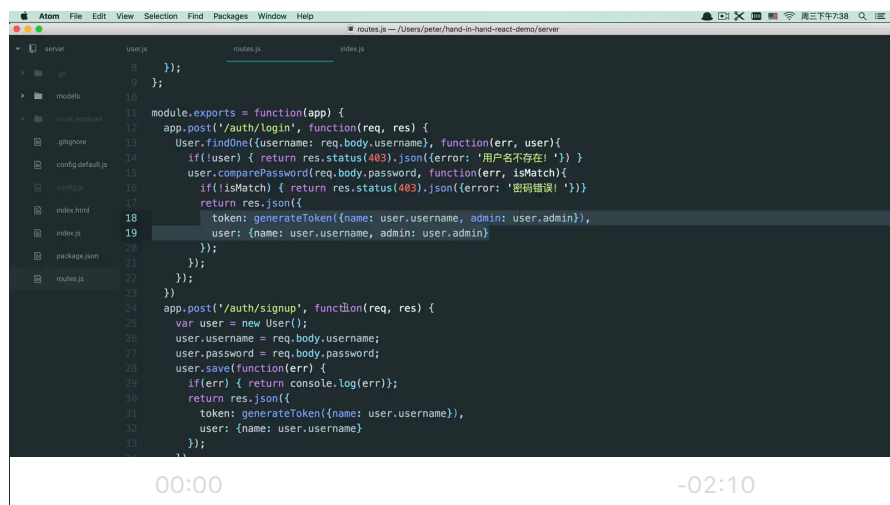 Atom File Edit View Selection Find Packages Window Help 周三下午7:38
routes.js — /Users/peter/hand-in-hand-react-demo/server
server user.js routes.js index.js
.git
models
node_modules
.gitignore
config.default.js
config.js
index.html
index.js
package.json
routes.js
8 });
9 };
10
11 module.exports = function(app) {
12 app.post('/auth/login', function(req, res) {
13 User.findOne({username: req.body.username}, function(err, user){
14 if(!user) { return res.status(403).json({error: '用户名不存在！'}) }
15 user.comparePassword(req.body.password, function(err, isMatch) {
16 if(!isMatch) { return res.status(403).json({error: '密码错误！'})}
17 return res.json({
18 token: generateToken({name: user.username, admin: user.admin}),
19 user: {name: user.username, admin: user.admin}
20 });
21 });
22 });
23 })
24 app.post('/auth/signup', function(req, res) {
25 var user = new User();
26 user.username = req.body.username;
27 user.password = req.body.password;
28 user.save(function(err) {
29 if(err) { return console.log(err)};
30 return res.json({
31 token: generateToken({name: user.username}),
32 user: {name: user.username}
33 });
00:00 -02:10